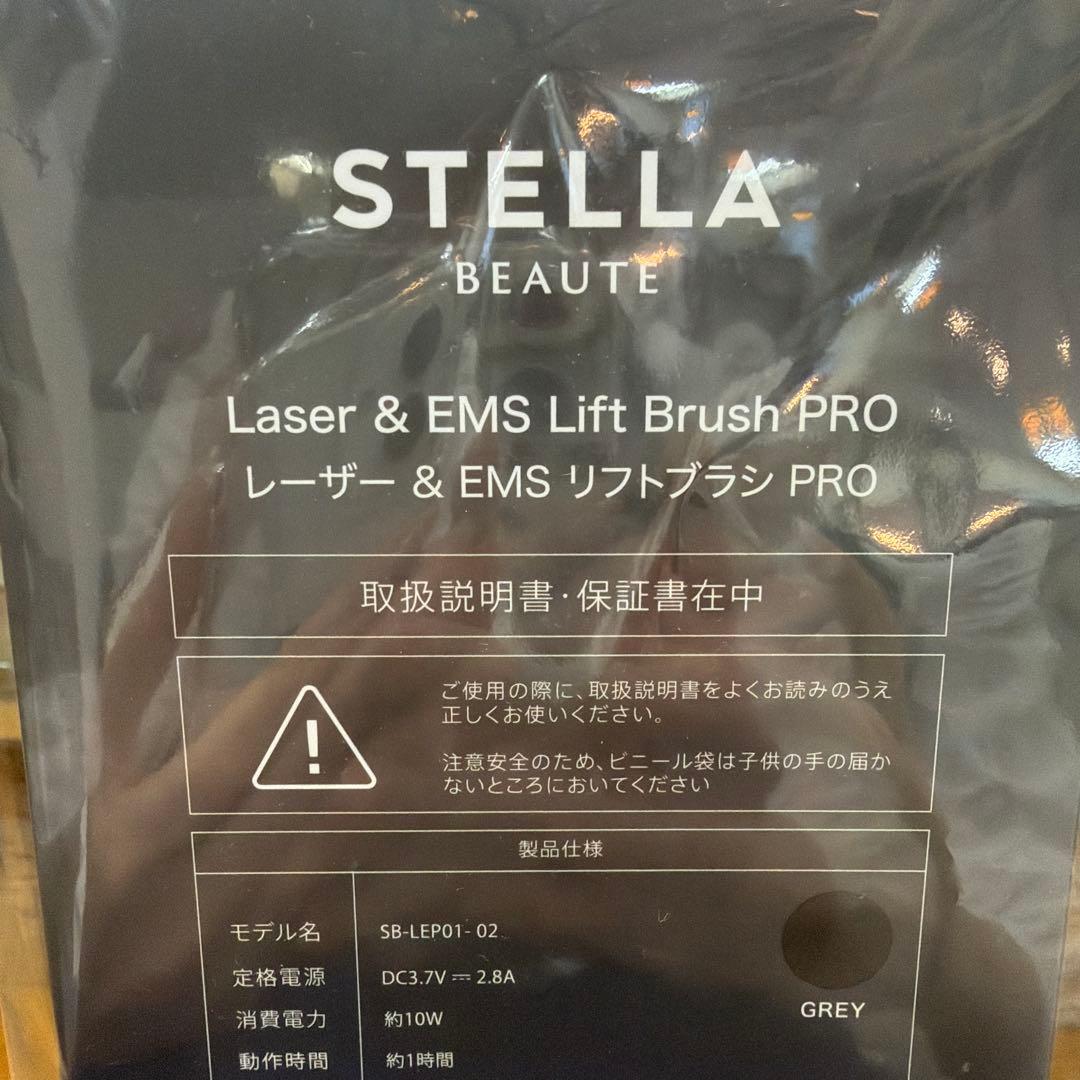 STELLA
BEAUTE
Laser & EMS Lift Brush PRO
レーザー & EMS リフトブラシ PRO
取扱説明書・保証書在中
ご使用の際に、取扱説明書をよくお読みのうえ
正しくお使いください。
注意安全のため、ビニール袋は子供の手の届か
ないところにおいてください
製品仕様
モデル名 SB-LEP01- 02
定格電源 DC3.7V ⎓ 2.8A
消費電力 約10W
動作時間 約1時間
GREY